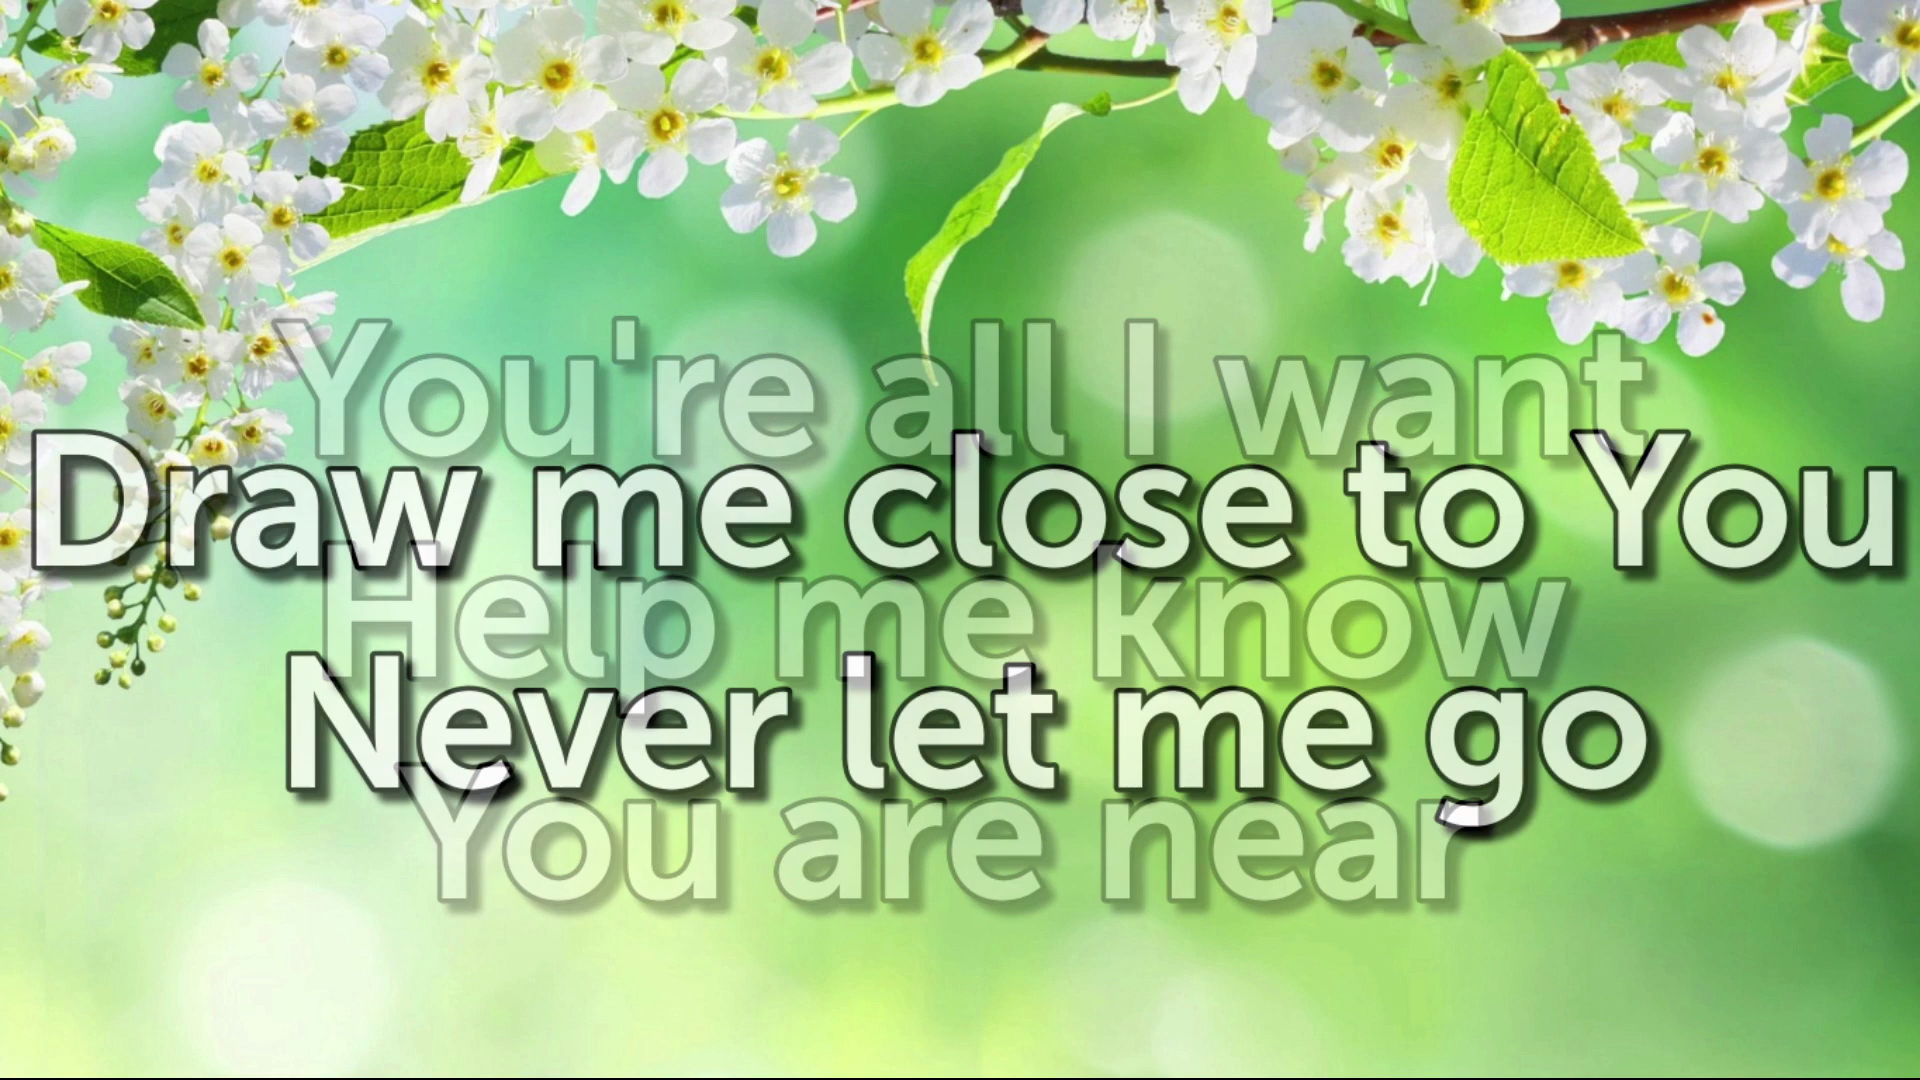 You're all I want
Draw me close to You
Help me know
Never let me go
You are near